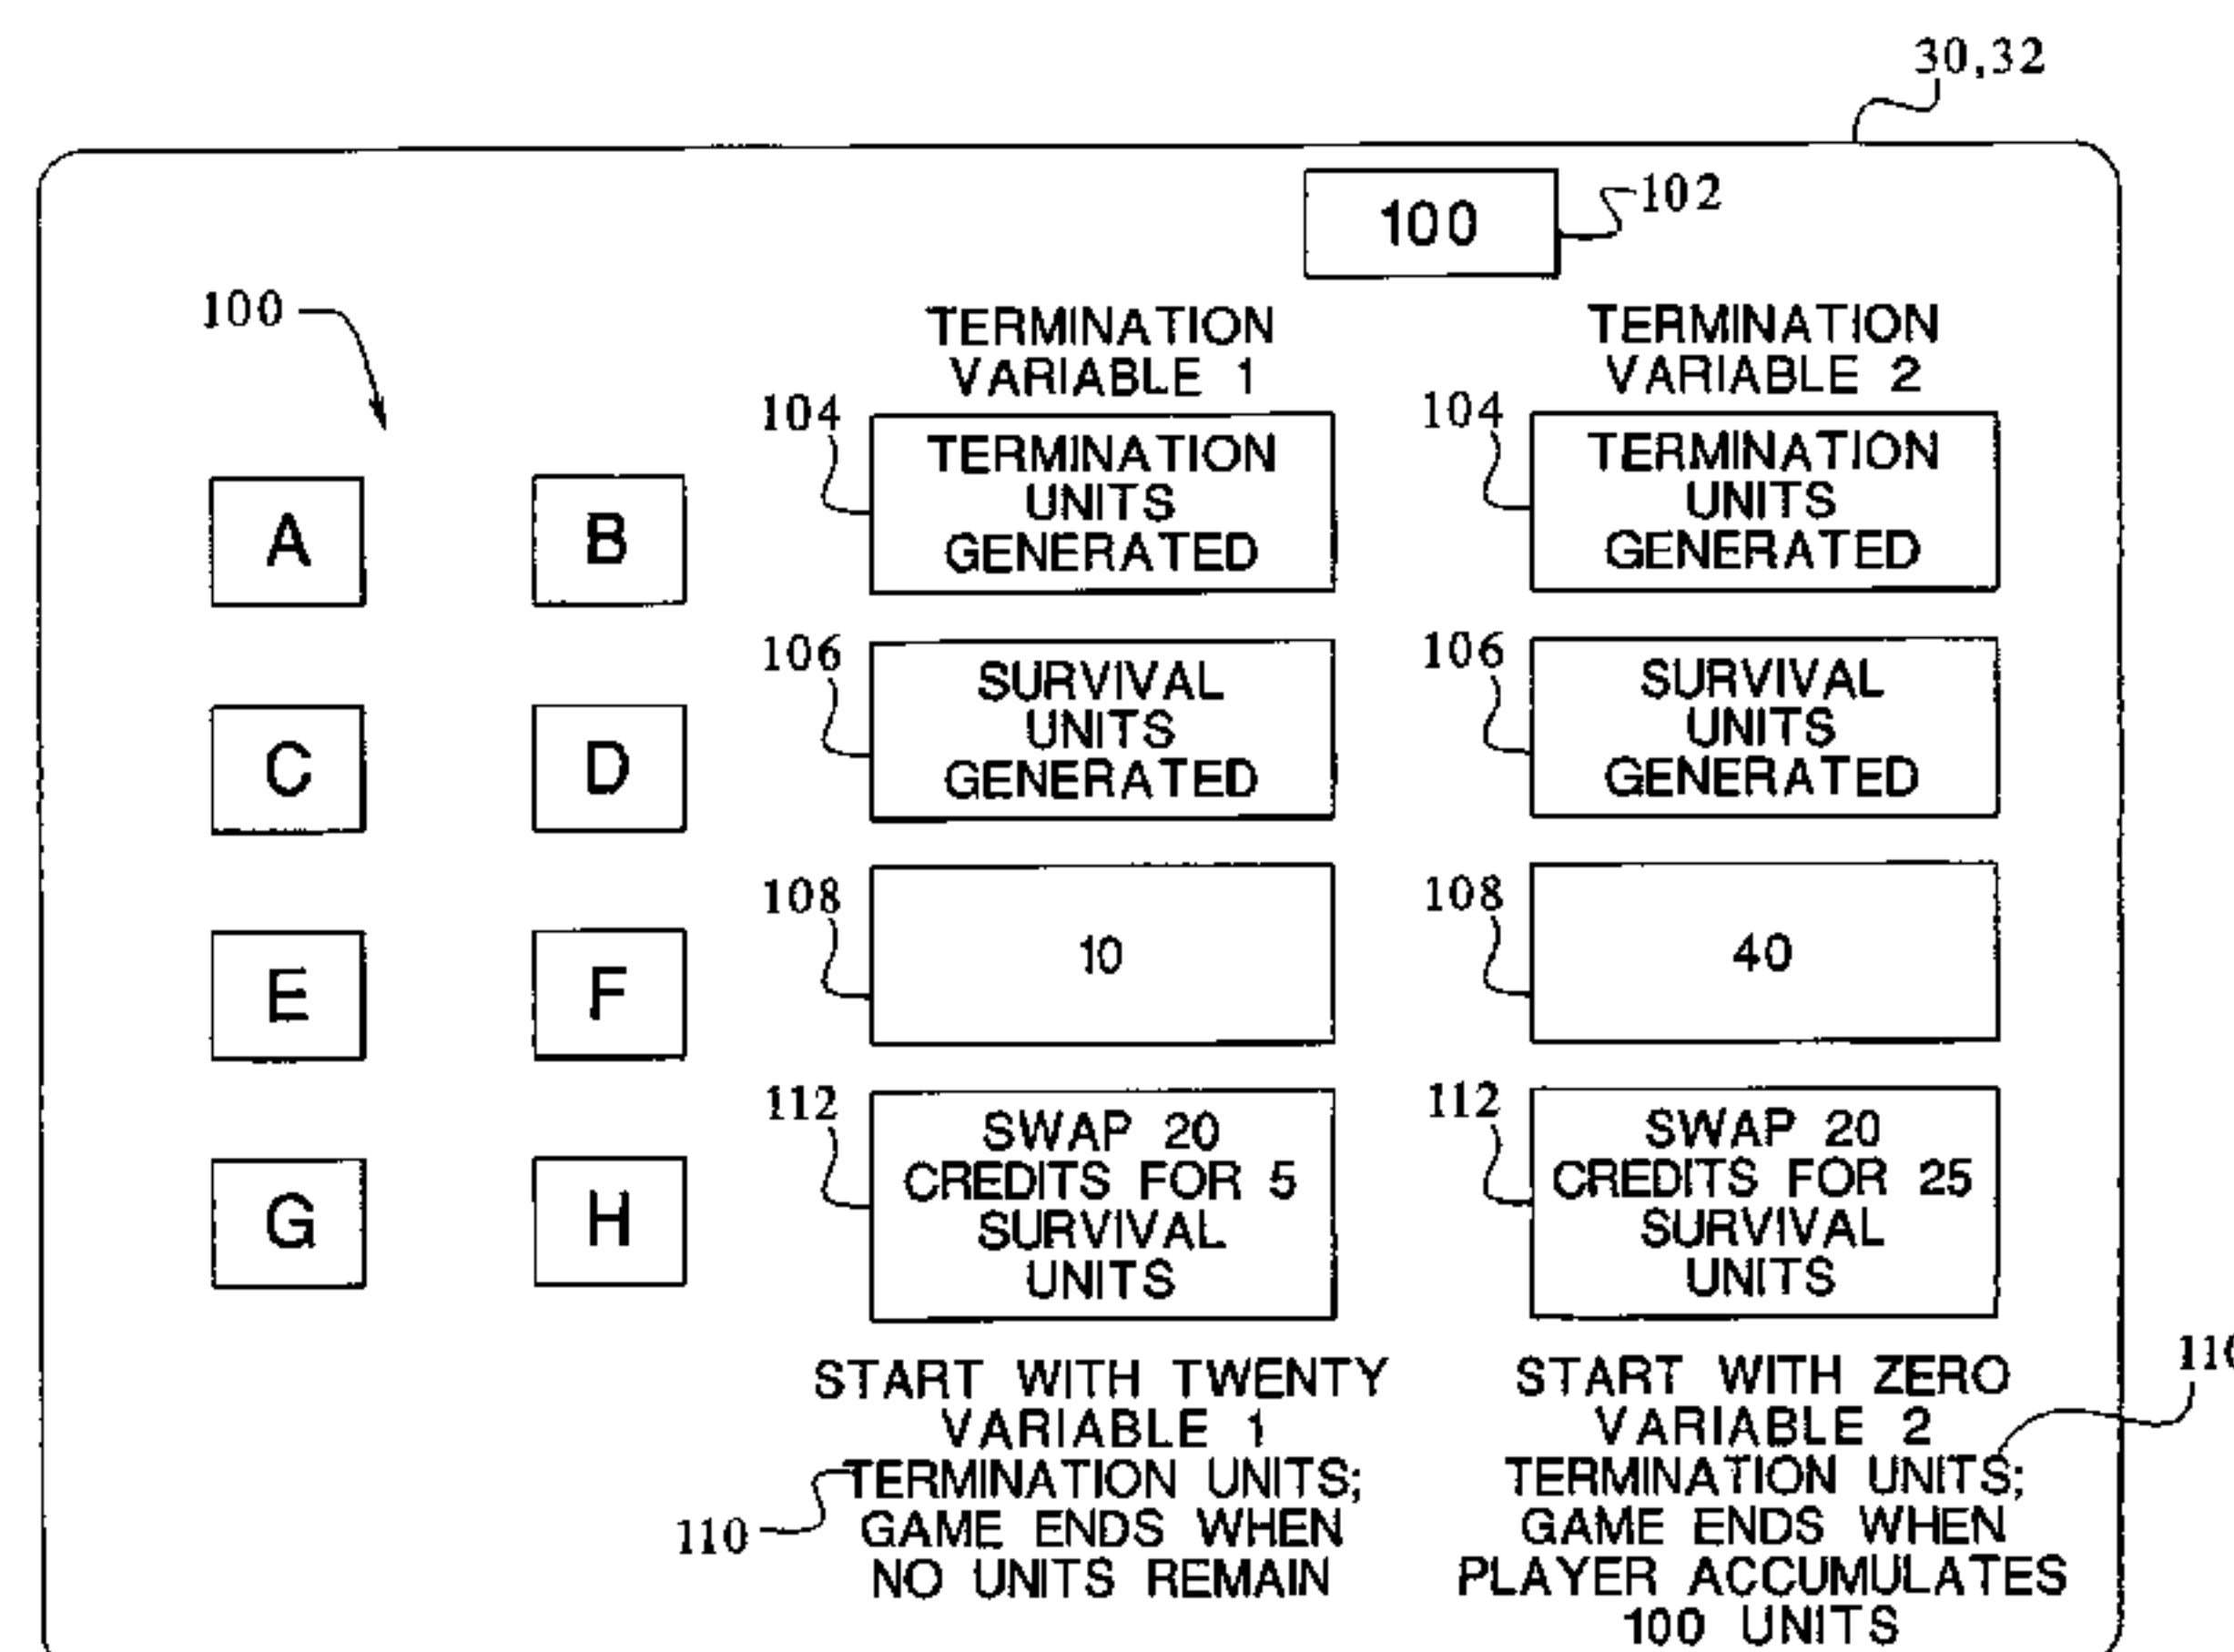 30,32
100
102
100
TERMINATION
VARIABLE 1
TERMINATION
VARIABLE 2
104
TERMINATION
UNITS
GENERATED
104
TERMINATION
UNITS
GENERATED
A
B
106
SURVIVAL
UNITS
GENERATED
106
SURVIVAL
UNITS
GENERATED
C
D
108
10
108
40
E
F
112
SWAP 20
CREDITS FOR 5
SURVIVAL
UNITS
112
SWAP 20
CREDITS FOR 25
SURVIVAL
UNITS
G
H
START WITH TWENTY
VARIABLE 1
TERMINATION UNITS;
GAME ENDS WHEN
NO UNITS REMAIN
110
START WITH ZERO
VARIABLE 2
TERMINATION UNITS;
GAME ENDS WHEN
PLAYER ACCUMULATES
100 UNITS
110